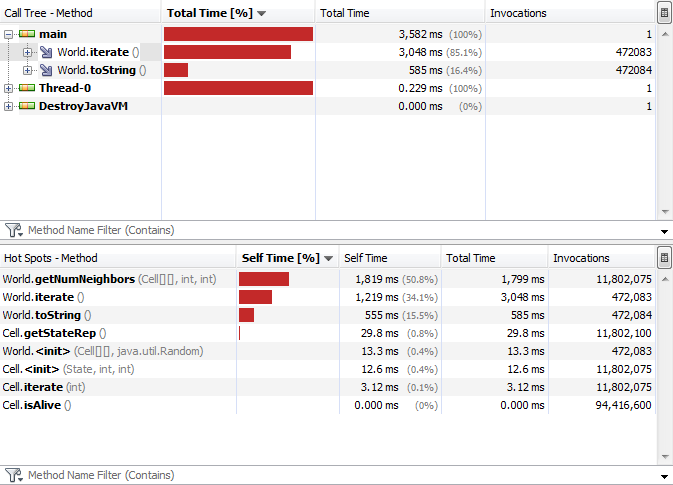 Call Tree - Method Total Time [%] Total Time Invocations
main 3,582 ms (100%) 1
World.iterate () 3,048 ms (85.1%) 472083
World.toString () 585 ms (16.4%) 472084
Thread-0 0.229 ms (100%) 1
DestroyJavaVM 0.000 ms (0%) 1
Method Name Filter (Contains)
Hot Spots - Method Self Time [%] Self Time Total Time Invocations
World.getNumNeighbors (Cell[][], int, int) 1,819 ms (50.8%) 1,799 ms 11,802,075
World.iterate () 1,219 ms (34.1%) 3,048 ms 472,083
World.toString () 555 ms (15.5%) 585 ms 472,084
Cell.getStateRep () 29.8 ms (0.8%) 29.8 ms 11,802,100
World.<init> (Cell[][], java.util.Random) 13.3 ms (0.4%) 13.3 ms 472,083
Cell.<init> (State, int, int) 12.6 ms (0.4%) 12.6 ms 11,802,075
Cell.iterate (int) 3.12 ms (0.1%) 3.12 ms 11,802,075
Cell.isAlive () 0.000 ms (0%) 0.000 ms 94,416,600
Method Name Filter (Contains)